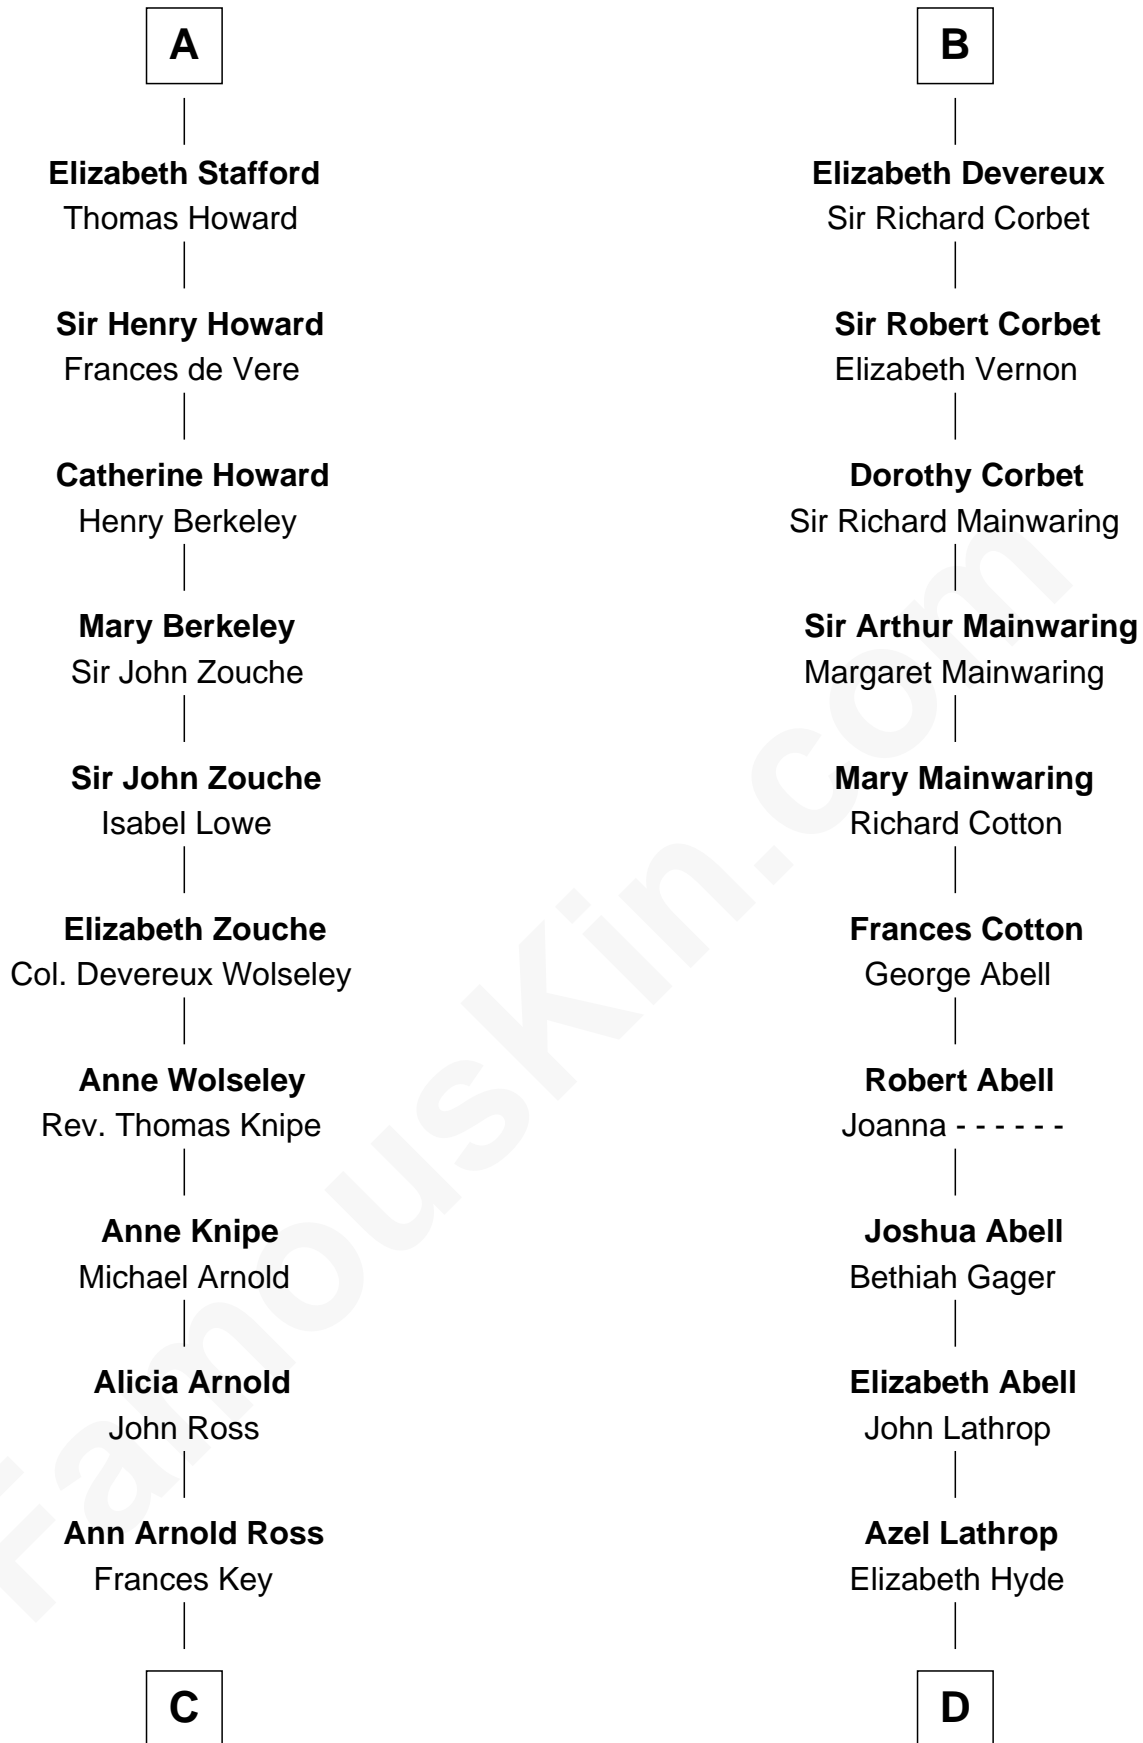 A
Elizabeth Stafford
Thomas Howard
Sir Henry Howard
Frances de Vere
Catherine Howard
Henry Berkeley
Mary Berkeley
Sir John Zouche
Sir John Zouche
Isabel Lowe
Elizabeth Zouche
Col. Devereux Wolseley
Anne Wolseley
Rev. Thomas Knipe
Anne Knipe
Michael Arnold
Alicia Arnold
John Ross
Ann Arnold Ross
Frances Key
C
B
Elizabeth Devereux
Sir Richard Corbet
Sir Robert Corbet
Elizabeth Vernon
Dorothy Corbet
Sir Richard Mainwaring
Sir Arthur Mainwaring
Margaret Mainwaring
Mary Mainwaring
Richard Cotton
Frances Cotton
George Abell
Robert Abell
Joanna - - - - - -
Joshua Abell
Bethiah Gager
Elizabeth Abell
John Lathrop
Azel Lathrop
Elizabeth Hyde
D
FamousKin.com